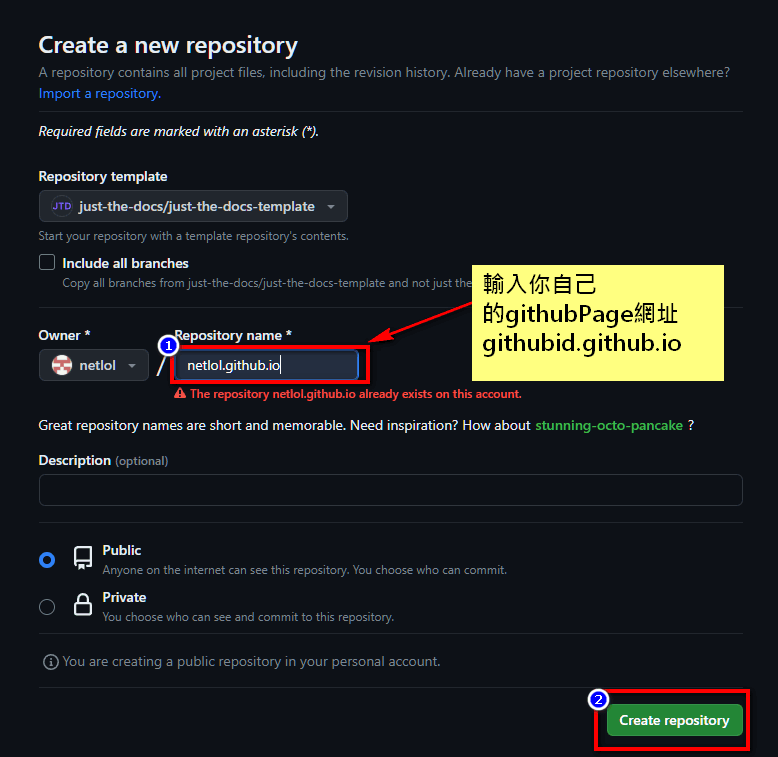 Create a new repository
A repository contains all project files, including the revision history. Already have a project repository elsewhere?
Import a repository.
Required fields are marked with an asterisk (*).
Repository template
JTD just-the-docs/just-the-docs-template
Start your repository with a template repository's contents.
Include all branches
Copy all branches from just-the-docs/just-the-docs-template and not just the
輸入你自己
的githubPage網址
githubid.github.io
Owner *
1
Repository name *
netlol
/
netlol.github.io
The repository netlol.github.io already exists on this account.
Great repository names are short and memorable. Need inspiration? How about stunning-octo-pancake ?
Description (optional)
Public
Anyone on the internet can see this repository. You choose who can commit.
Private
You choose who can see and commit to this repository.
You are creating a public repository in your personal account.
2
Create repository